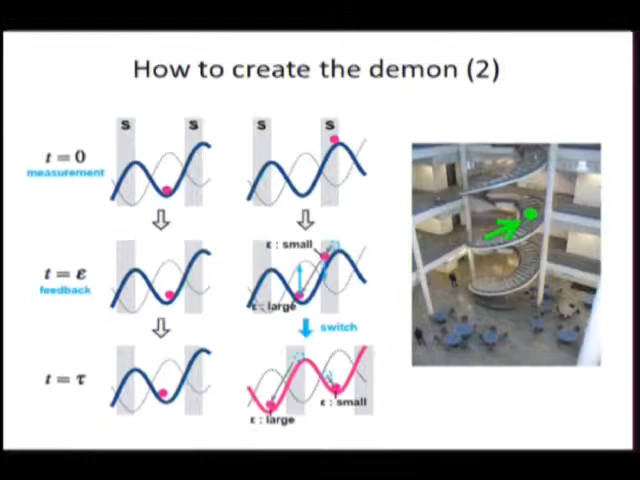 How to create the demon (2)
S S S S
t = 0
measurement
ε : small
t = ε
feedback
ε : large
switch
t = τ
ε : small
ε : large